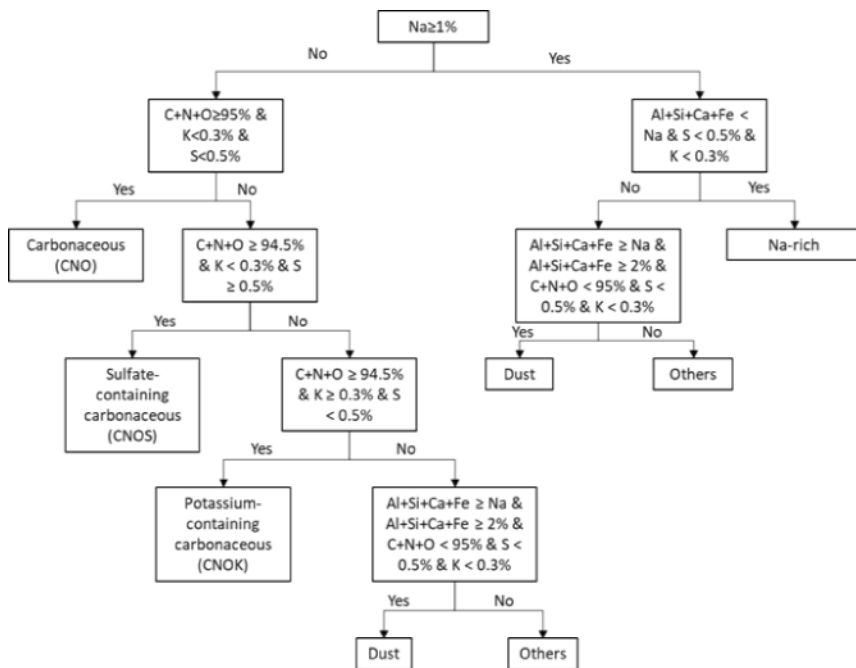 Na≥1%
No
Yes
C+N+O≥95% &
K<0.3% &
S<0.5%
Al+Si+Ca+Fe <
Na & S < 0.5% &
K < 0.3%
Yes
No
No
Yes
Carbonaceous
(CNO)
C+N+O ≥ 94.5%
& K < 0.3% & S
≥ 0.5%
Al+Si+Ca+Fe ≥ Na &
Al+Si+Ca+Fe ≥ 2% &
C+N+O < 95% & S <
0.5% & K < 0.3%
Na-rich
Yes
No
Yes
No
Sulfate-
containing
carbonaceous
(CNOS)
C+N+O ≥ 94.5%
& K ≥ 0.3% & S
< 0.5%
Dust
Others
Yes
No
Potassium-
containing
carbonaceous
(CNOK)
Al+Si+Ca+Fe ≥ Na &
Al+Si+Ca+Fe ≥ 2% &
C+N+O < 95% & S <
0.5% & K < 0.3%
Yes
No
Dust
Others